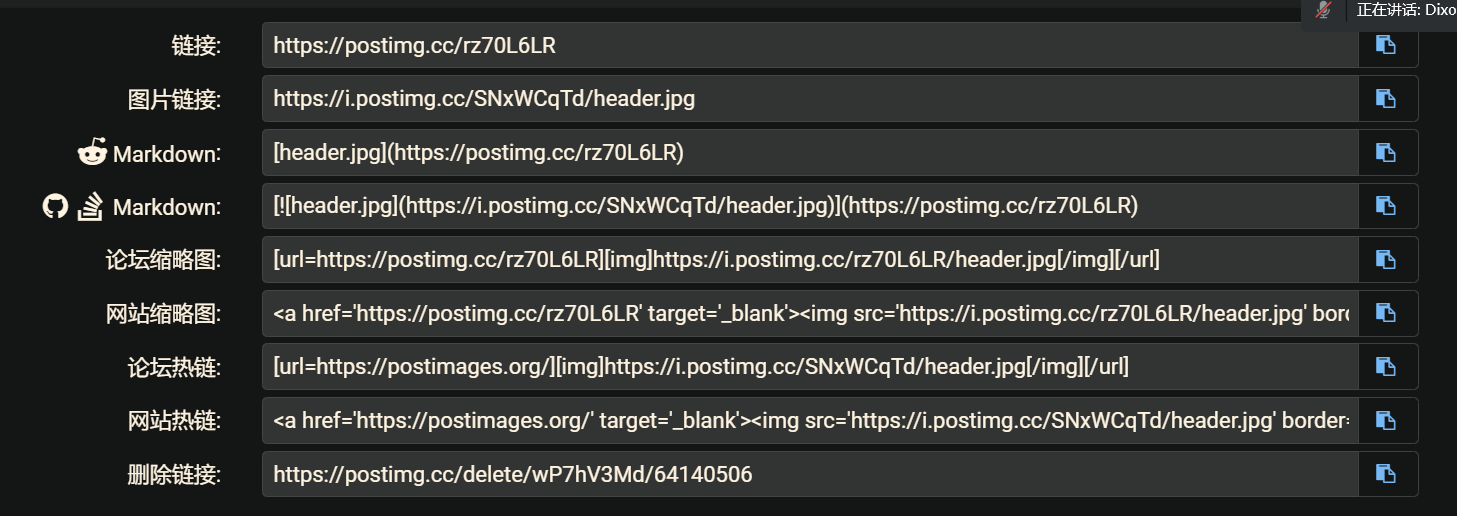 正在讲话: Dixo
链接: https://postimg.cc/rz70L6LR
图片链接: https://i.postimg.cc/SNxWCqTd/header.jpg
Markdown: [header.jpg](https://postimg.cc/rz70L6LR)
Markdown: [![header.jpg](https://i.postimg.cc/SNxWCqTd/header.jpg)](https://postimg.cc/rz70L6LR)
论坛缩略图: [url=https://postimg.cc/rz70L6LR][img]https://i.postimg.cc/rz70L6LR/header.jpg[/img][/url]
网站缩略图: <a href='https://postimg.cc/rz70L6LR' target='_blank'><img src='https://i.postimg.cc/rz70L6LR/header.jpg' bord
论坛热链: [url=https://postimages.org/][img]https://i.postimg.cc/SNxWCqTd/header.jpg[/img][/url]
网站热链: <a href='https://postimages.org/' target='_blank'><img src='https://i.postimg.cc/SNxWCqTd/header.jpg' border=
删除链接: https://postimg.cc/delete/wP7hV3Md/64140506